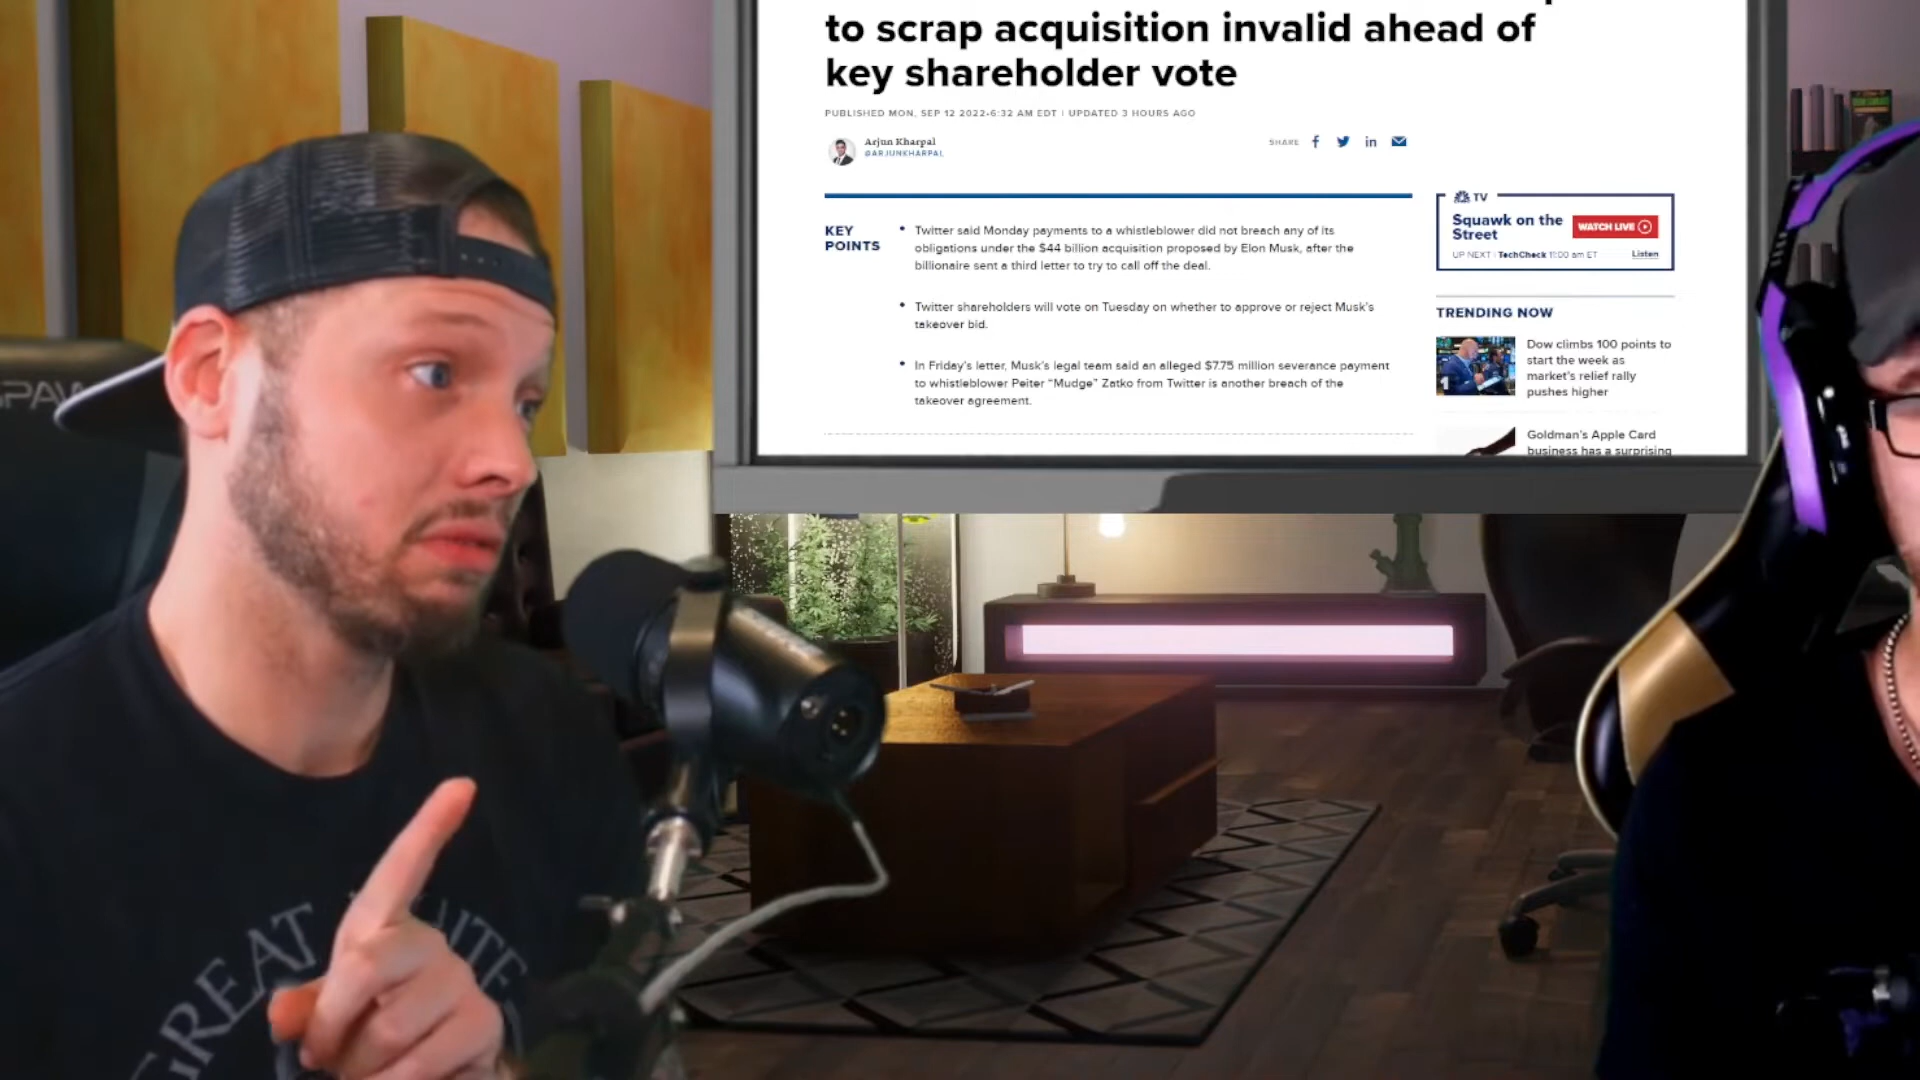 to scrap acquisition invalid ahead of
key shareholder vote
PUBLISHED MON, SEP 12 2022-6:32 AM EDT | UPDATED 3 HOURS AGO
Arjun Kharpal
@ARJUNKHARPAL
SHARE
KEY
POINTS
• Twitter said Monday payments to a whistleblower did not breach any of its
obligations under the $44 billion acquisition proposed by Elon Musk, after the
billionaire sent a third letter to try to call off the deal.
• Twitter shareholders will vote on Tuesday on whether to approve or reject Musk's
takeover bid.
• In Friday's letter, Musk's legal team said an alleged $7.75 million severance payment
to whistleblower Peiter "Mudge" Zatko from Twitter is another breach of the
takeover agreement.
TV
Squawk on the
Street
WATCH LIVE
UP NEXT | TechCheck 11:00 am ET
Listen
TRENDING NOW
1
Dow climbs 100 points to
start the week as
market's relief rally
pushes higher
Goldman's Apple Card
business has a surprising
GREAT